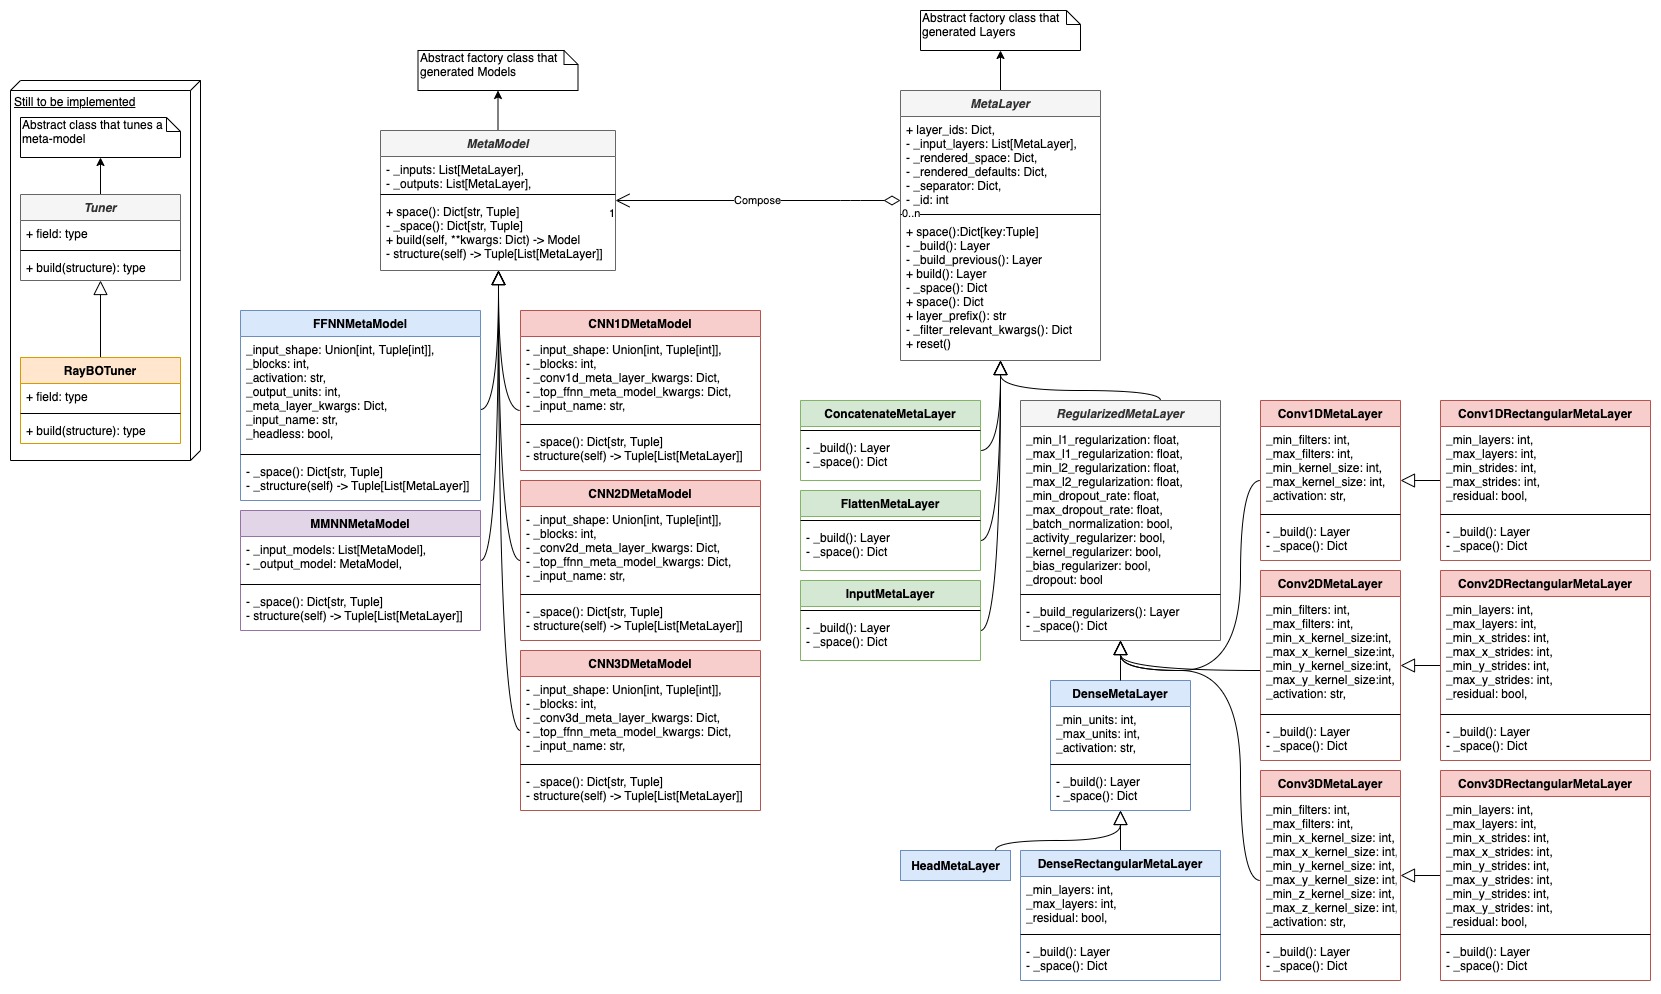 Still to be implemented
Abstract class that tunes a
meta-model
Tuner
+ field: type
+ build(structure): type
RayBOTuner
+ field: type
+ build(structure): type
Abstract factory class that
generated Models
MetaModel
- _inputs: List[MetaLayer],
- _outputs: List[MetaLayer],
+ space(): Dict[str, Tuple]
- _space(): Dict[str, Tuple]
+ build(self, **kwargs: Dict) -> Model
- structure(self) -> Tuple[List[MetaLayer]]
1
Compose
0..n
Abstract factory class that
generated Layers
MetaLayer
+ layer_ids: Dict,
- _input_layers: List[MetaLayer],
- _rendered_space: Dict,
- _rendered_defaults: Dict,
- _separator: Dict,
- _id: int
+ space():Dict[key:Tuple]
- _build(): Layer
- _build_previous(): Layer
+ build(): Layer
- _space(): Dict
+ space(): Dict
+ layer_prefix(): str
- _filter_relevant_kwargs(): Dict
+ reset()
FFNNMetaModel
_input_shape: Union[int, Tuple[int]],
_blocks: int,
_activation: str,
_output_units: int,
_meta_layer_kwargs: Dict,
_input_name: str,
_headless: bool,
- _space(): Dict[str, Tuple]
- _structure(self) -> Tuple[List[MetaLayer]]
MMNNMetaModel
- _input_models: List[MetaModel],
- _output_model: MetaModel,
- _space(): Dict[str, Tuple]
- structure(self) -> Tuple[List[MetaLayer]]
CNN1DMetaModel
- _input_shape: Union[int, Tuple[int]],
- _blocks: int,
- _conv1d_meta_layer_kwargs: Dict,
- _top_ffnn_meta_model_kwargs: Dict,
- _input_name: str,
- _space(): Dict[str, Tuple]
- structure(self) -> Tuple[List[MetaLayer]]
CNN2DMetaModel
- _input_shape: Union[int, Tuple[int]],
- _blocks: int,
- _conv2d_meta_layer_kwargs: Dict,
- _top_ffnn_meta_model_kwargs: Dict,
- _input_name: str,
- _space(): Dict[str, Tuple]
- structure(self) -> Tuple[List[MetaLayer]]
CNN3DMetaModel
- _input_shape: Union[int, Tuple[int]],
- _blocks: int,
- _conv3d_meta_layer_kwargs: Dict,
- _top_ffnn_meta_model_kwargs: Dict,
- _input_name: str,
- _space(): Dict[str, Tuple]
- structure(self) -> Tuple[List[MetaLayer]]
ConcatenateMetaLayer
- _build(): Layer
- _space(): Dict
FlattenMetaLayer
- _build(): Layer
- _space(): Dict
InputMetaLayer
- _build(): Layer
- _space(): Dict
RegularizedMetaLayer
_min_l1_regularization: float,
_max_l1_regularization: float,
_min_l2_regularization: float,
_max_l2_regularization: float,
_min_dropout_rate: float,
_max_dropout_rate: float,
_batch_normalization: bool,
_activity_regularizer: bool,
_kernel_regularizer: bool,
_bias_regularizer: bool,
_dropout: bool
- _build_regularizers(): Layer
- _space(): Dict
DenseMetaLayer
_min_units: int,
_max_units: int,
_activation: str,
- _build(): Layer
- _space(): Dict
HeadMetaLayer
DenseRectangularMetaLayer
_min_layers: int,
_max_layers: int,
_residual: bool,
- _build(): Layer
- _space(): Dict
Conv1DMetaLayer
_min_filters: int,
_max_filters: int,
_min_kernel_size: int,
_max_kernel_size: int,
_activation: str,
- _build(): Layer
- _space(): Dict
Conv1DRectangularMetaLayer
_min_layers: int,
_max_layers: int,
_min_strides: int,
_max_strides: int,
_residual: bool,
- _build(): Layer
- _space(): Dict
Conv2DMetaLayer
_min_filters: int,
_max_filters: int,
_min_x_kernel_size:int,
_max_x_kernel_size:int,
_min_y_kernel_size:int,
_max_y_kernel_size:int,
_activation: str,
- _build(): Layer
- _space(): Dict
Conv2DRectangularMetaLayer
_min_layers: int,
_max_layers: int,
_min_x_strides: int,
_max_x_strides: int,
_min_y_strides: int,
_max_y_strides: int,
_residual: bool,
- _build(): Layer
- _space(): Dict
Conv3DMetaLayer
_min_filters: int,
_max_filters: int,
_min_x_kernel_size: int,
_max_x_kernel_size: int,
_min_y_kernel_size: int,
_max_y_kernel_size: int,
_min_z_kernel_size: int,
_max_z_kernel_size: int,
_activation: str,
- _build(): Layer
- _space(): Dict
Conv3DRectangularMetaLayer
_min_layers: int,
_max_layers: int,
_min_x_strides: int,
_max_x_strides: int,
_min_y_strides: int,
_max_y_strides: int,
_min_y_strides: int,
_max_y_strides: int,
_residual: bool,
- _build(): Layer
- _space(): Dict